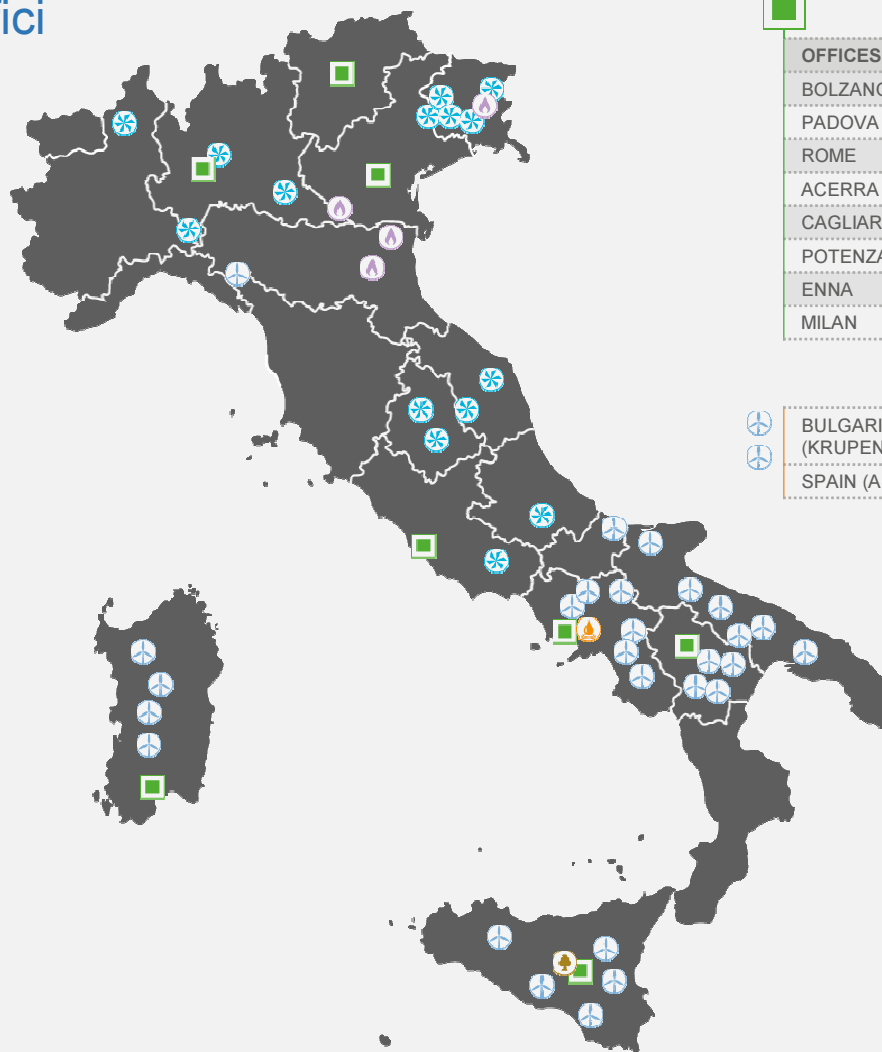 ici
OFFICES
BOLZANO
PADOVA
ROME
ACERRA
CAGLIAR
POTENZA
ENNA
MILAN
BULGARI
(KRUPEN
SPAIN (A